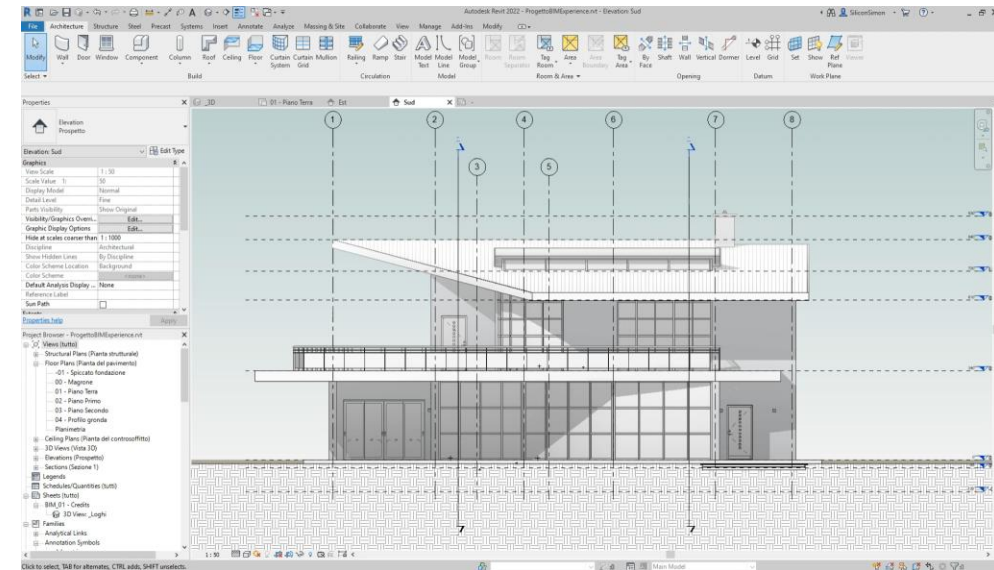 Autodesk Revit 2022 - ProgettoBIMExperience.rvt - Elevation: Sud
SiliconSimon
File Architecture Structure Steel Precast Systems Insert Annotate Analyze Massing & Site Collaborate View Manage Add-Ins Modify
Modify Wall Door Window Component Column Roof Ceiling Floor Curtain System Curtain Grid Mullion Railing Ramp Stair Model Text Model Line Model Group Room Room Separator Tag Room Area Area Boundary Tag Area By Face Shaft Wall Vertical Dormer Level Grid Set Show Ref Plane Viewer
Select Build Circulation Model Room & Area Opening Datum Work Plane
Properties
_3D 01 - Piano Terra Est Sud
Elevation
Prospetto
Elevation: Sud Edit Type
Graphics
View Scale 1 : 50
Scale Value 1: 50
Display Model Normal
Detail Level Fine
Parts Visibility Show Original
Visibility/Graphics Overri... Edit...
Graphic Display Options Edit...
Hide at scales coarser than 1 : 1000
Discipline Architectural
Show Hidden Lines By Discipline
Color Scheme Location Background
Color Scheme <none>
Default Analysis Display ... None
Reference Label
Sun Path
Extents
Properties help Apply
Project Browser - ProgettoBIMExperience.rvt
Views (tutto)
Structural Plans (Pianta strutturale)
Floor Plans (Pianta del pavimento)
-01 - Spiccato fondazione
00 - Magrone
01 - Piano Terra
02 - Piano Primo
03 - Piano Secondo
04 - Profilo gronda
Planimetria
Ceiling Plans (Pianta del controsoffitto)
3D Views (Vista 3D)
Elevations (Prospetto)
Sections (Sezione 1)
Legends
Schedules/Quantities (tutti)
Sheets (tutto)
BIM_01 - Credits
3D View: _Loghi
Families
Analytical Links
Annotation Symbols
1 2 4 6 7 8
3 5
1 : 50
Click to select, TAB for alternates, CTRL adds, SHIFT unselects.
Main Model